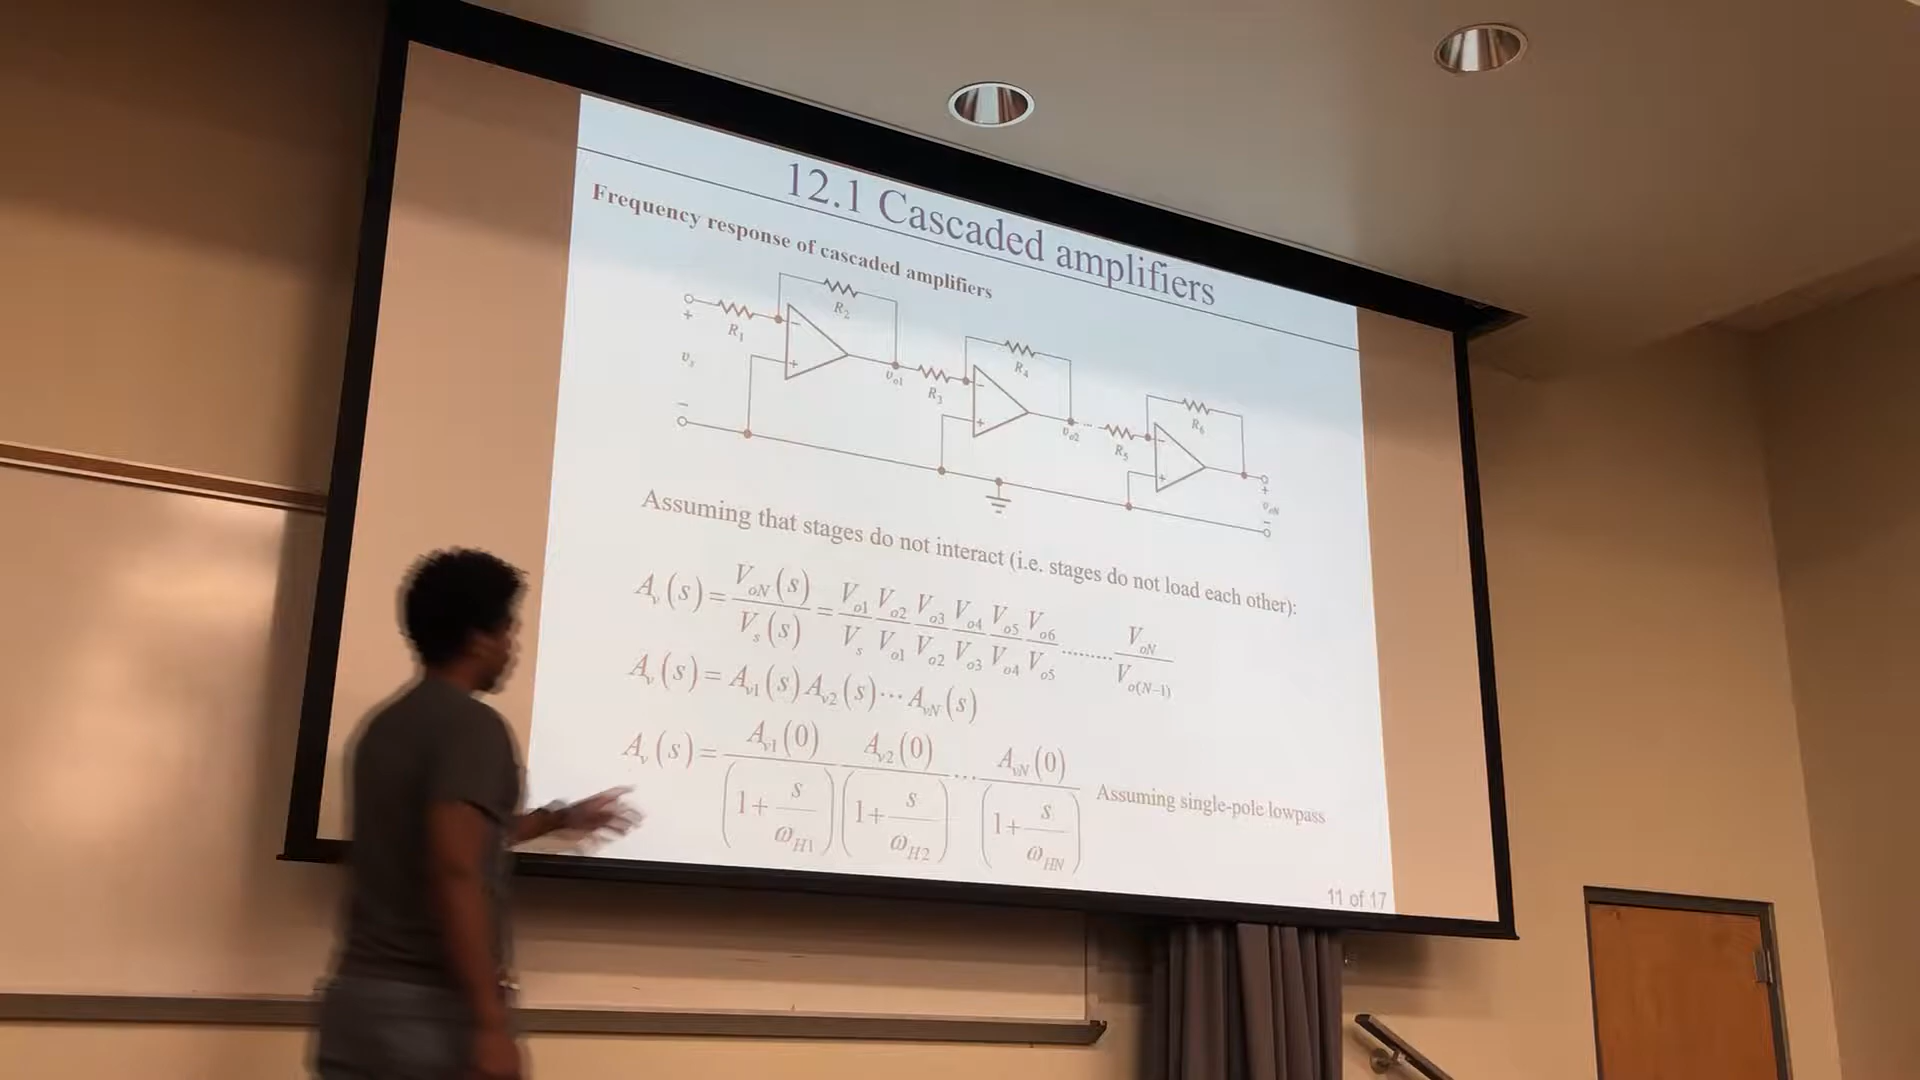 12.1 Cascaded amplifiers
Frequency response of cascaded amplifiers
R₂
+ R₁ − R₄
vₛ + vₒ₁ R₃ − R₆
− + vₒ₂ ... R₅ −
+ +
vₒN
−
Assuming that stages do not interact (i.e. stages do not load each other):
Aᵥ(s) = VₒN(s)/Vₛ(s) = Vₒ₁/Vₛ Vₒ₂/Vₒ₁ Vₒ₃/Vₒ₂ Vₒ₄/Vₒ₃ Vₒ₅/Vₒ₄ Vₒ₆/Vₒ₅ ......... VₒN/Vₒ(N−1)
Aᵥ(s) = Aᵥ₁(s) Aᵥ₂(s) ··· AᵥN(s)
Aᵥ(s) = Aᵥ₁(0)/(1+s/ωH1) Aᵥ₂(0)/(1+s/ωH2) ... AᵥN(0)/(1+s/ωHN) Assuming single-pole lowpass
11 of 17